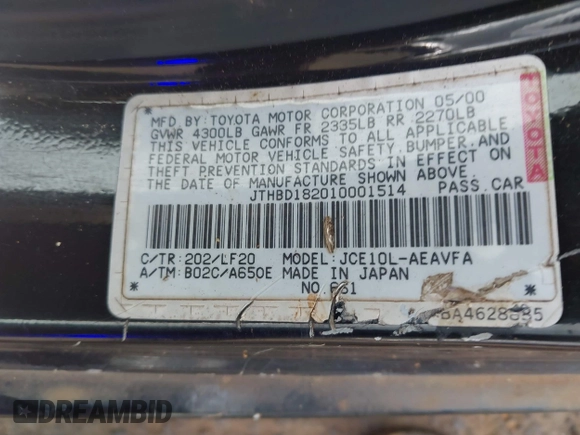 MFD. BY: TOYOTA MOTOR CORPORATION 05/00
GVWR 4300LB GAWR FR 2335LB RR 2270LB
THIS VEHICLE CONFORMS TO ALL APPLICABLE
FEDERAL MOTOR VEHICLE SAFETY, BUMPER, AND
THEFT PREVENTION STANDARDS IN EFFECT ON
THE DATE OF MANUFACTURE SHOWN ABOVE.
JTHBD182010001514 PASS.CAR
TOYOTA
C/TR: 202/LF20 MODEL: JCE10L-AEAVFA
A/TM: B02C/A650E MADE IN JAPAN
* NO.681 *
DREAMBID